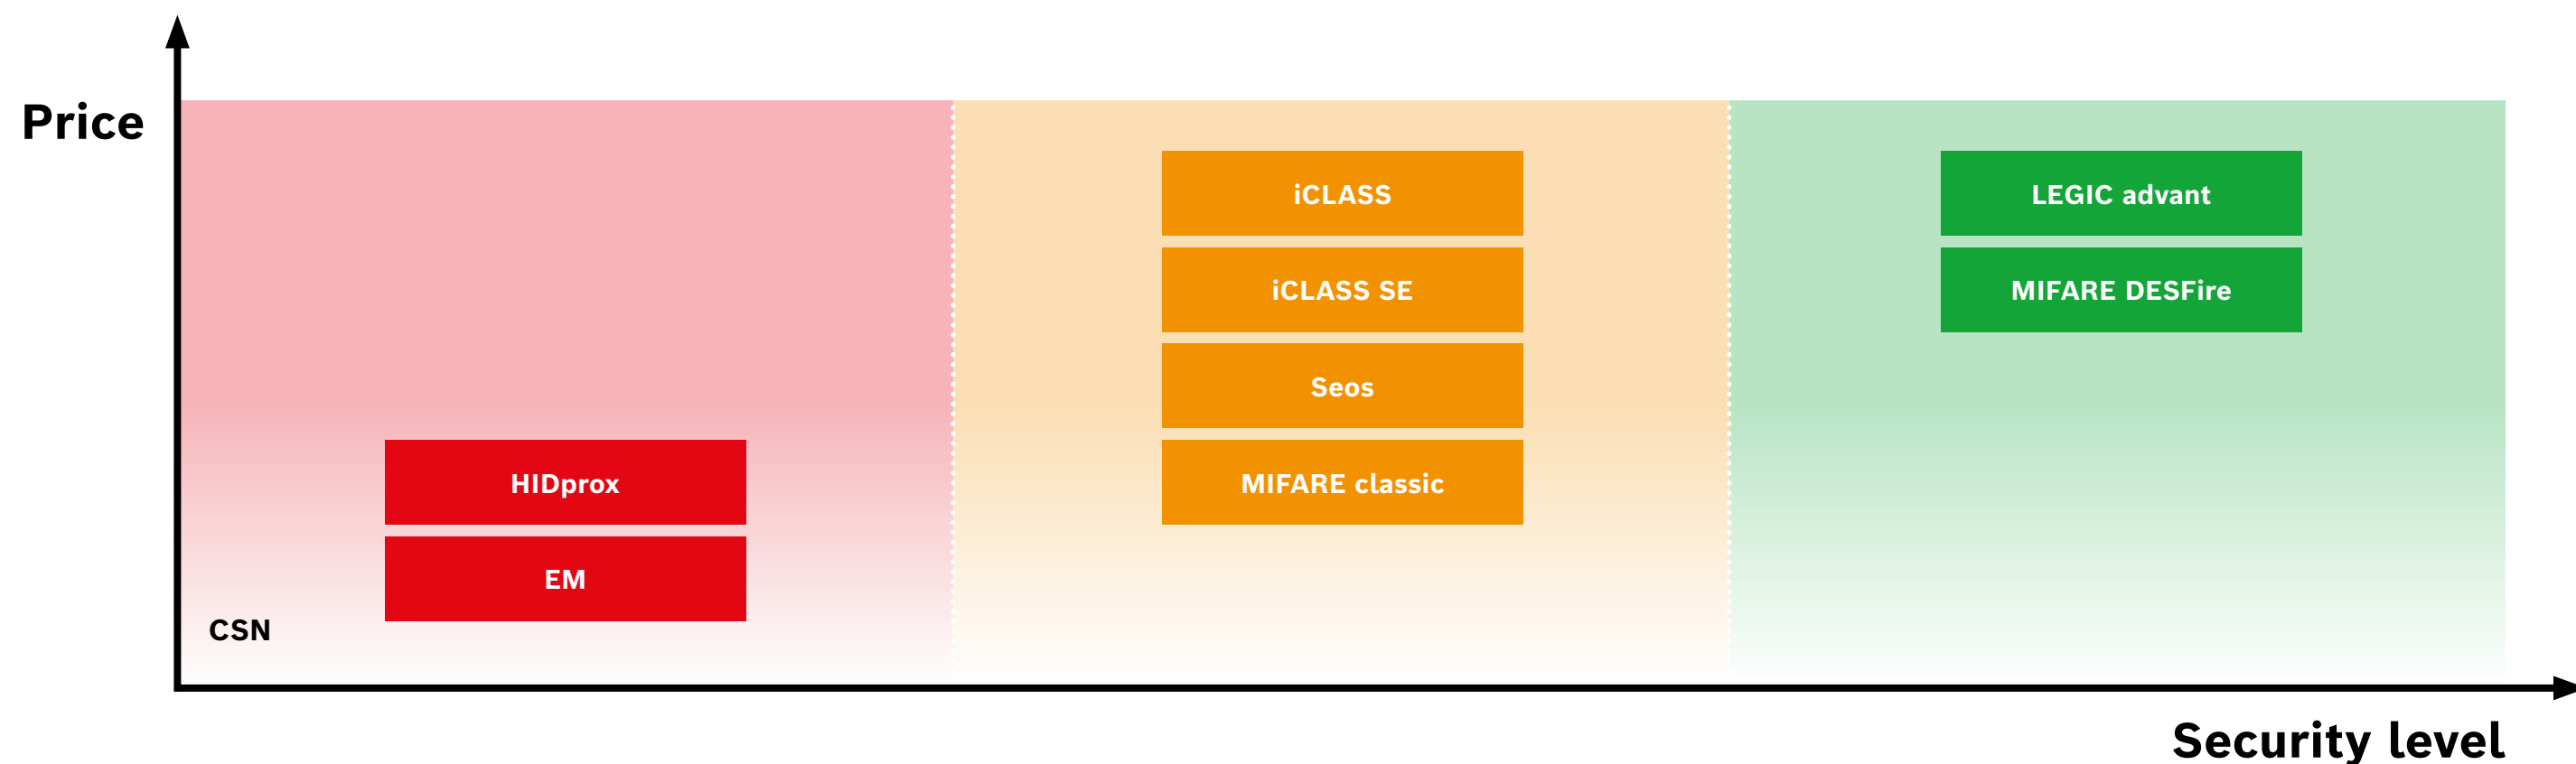 Price
iCLASS
LEGIC advant
iCLASS SE
MIFARE DESFire
Seos
HIDprox
MIFARE classic
EM
CSN
Security level